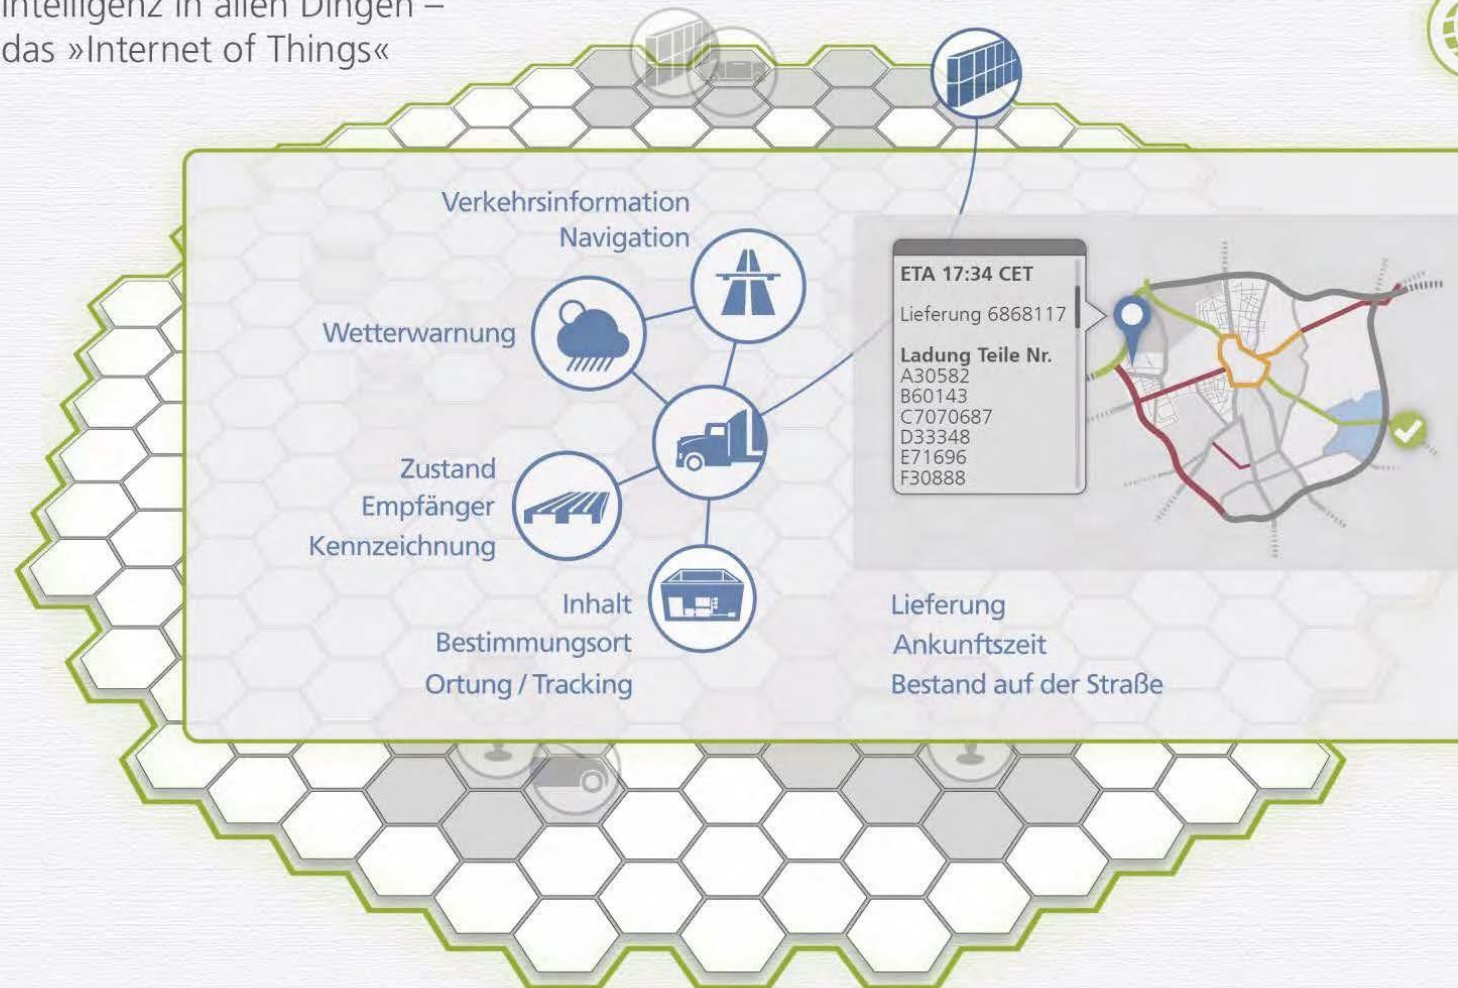 Intelligenz in allen Dingen –
das »Internet of Things«
Verkehrsinformation
Navigation
Wetterwarnung
Zustand
Empfänger
Kennzeichnung
Inhalt
Bestimmungsort
Ortung / Tracking
ETA 17:34 CET
Lieferung 6868117
Ladung Teile Nr.
A30582
B60143
C7070687
D33348
E71696
F30888
Lieferung
Ankunftszeit
Bestand auf der Straße